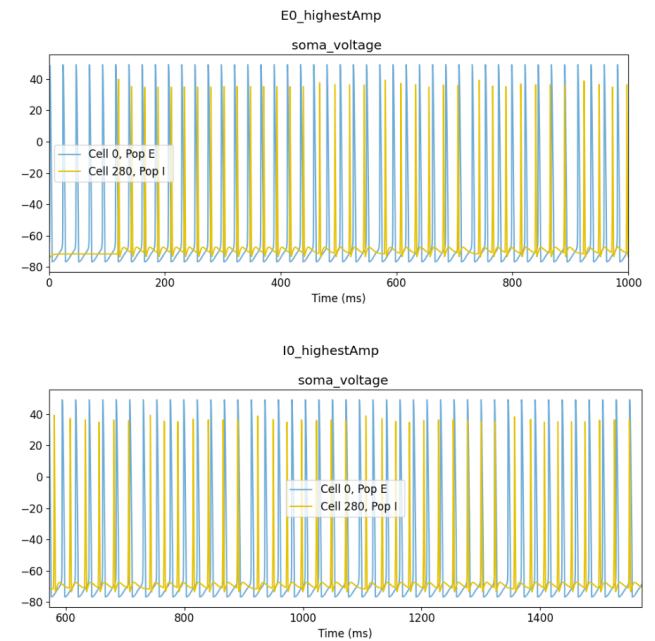 E0_highestAmp
soma_voltage
40
20
0
−20
−40
−60
−80
Cell 0, Pop E
Cell 280, Pop I
0 200 400 600 800 1000
Time (ms)
I0_highestAmp
soma_voltage
40
20
0
−20
−40
−60
−80
Cell 0, Pop E
Cell 280, Pop I
600 800 1000 1200 1400
Time (ms)